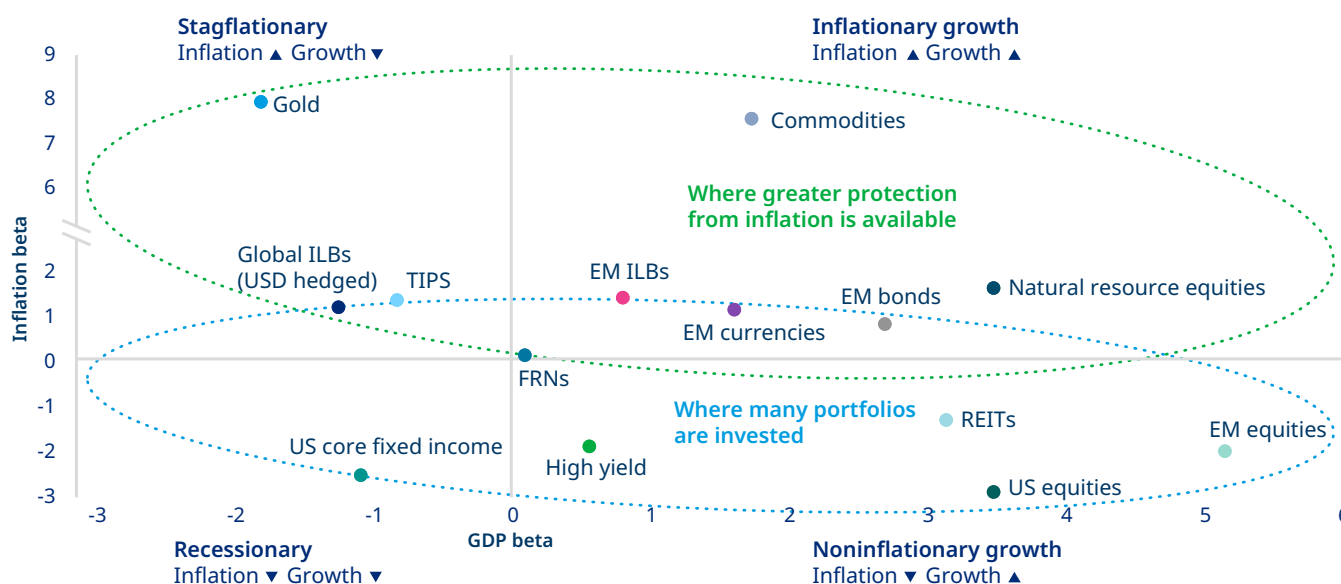 Stagflationary
Inflation ▲ Growth ▼
Inflationary growth
Inflation ▲ Growth ▲
9
8
7
6
2
1
0
-1
-2
-3
Inflation beta
Gold
Commodities
Where greater protection
from inflation is available
Global ILBs
(USD hedged)
TIPS
EM ILBs
EM currencies
EM bonds
Natural resource equities
FRNs
Where many portfolios
are invested
REITs
EM equities
US core fixed income
High yield
US equities
-3
-2
-1
0
1
2
3
4
5
GDP beta
Recessionary
Inflation ▼ Growth ▼
Noninflationary growth
Inflation ▼ Growth ▲